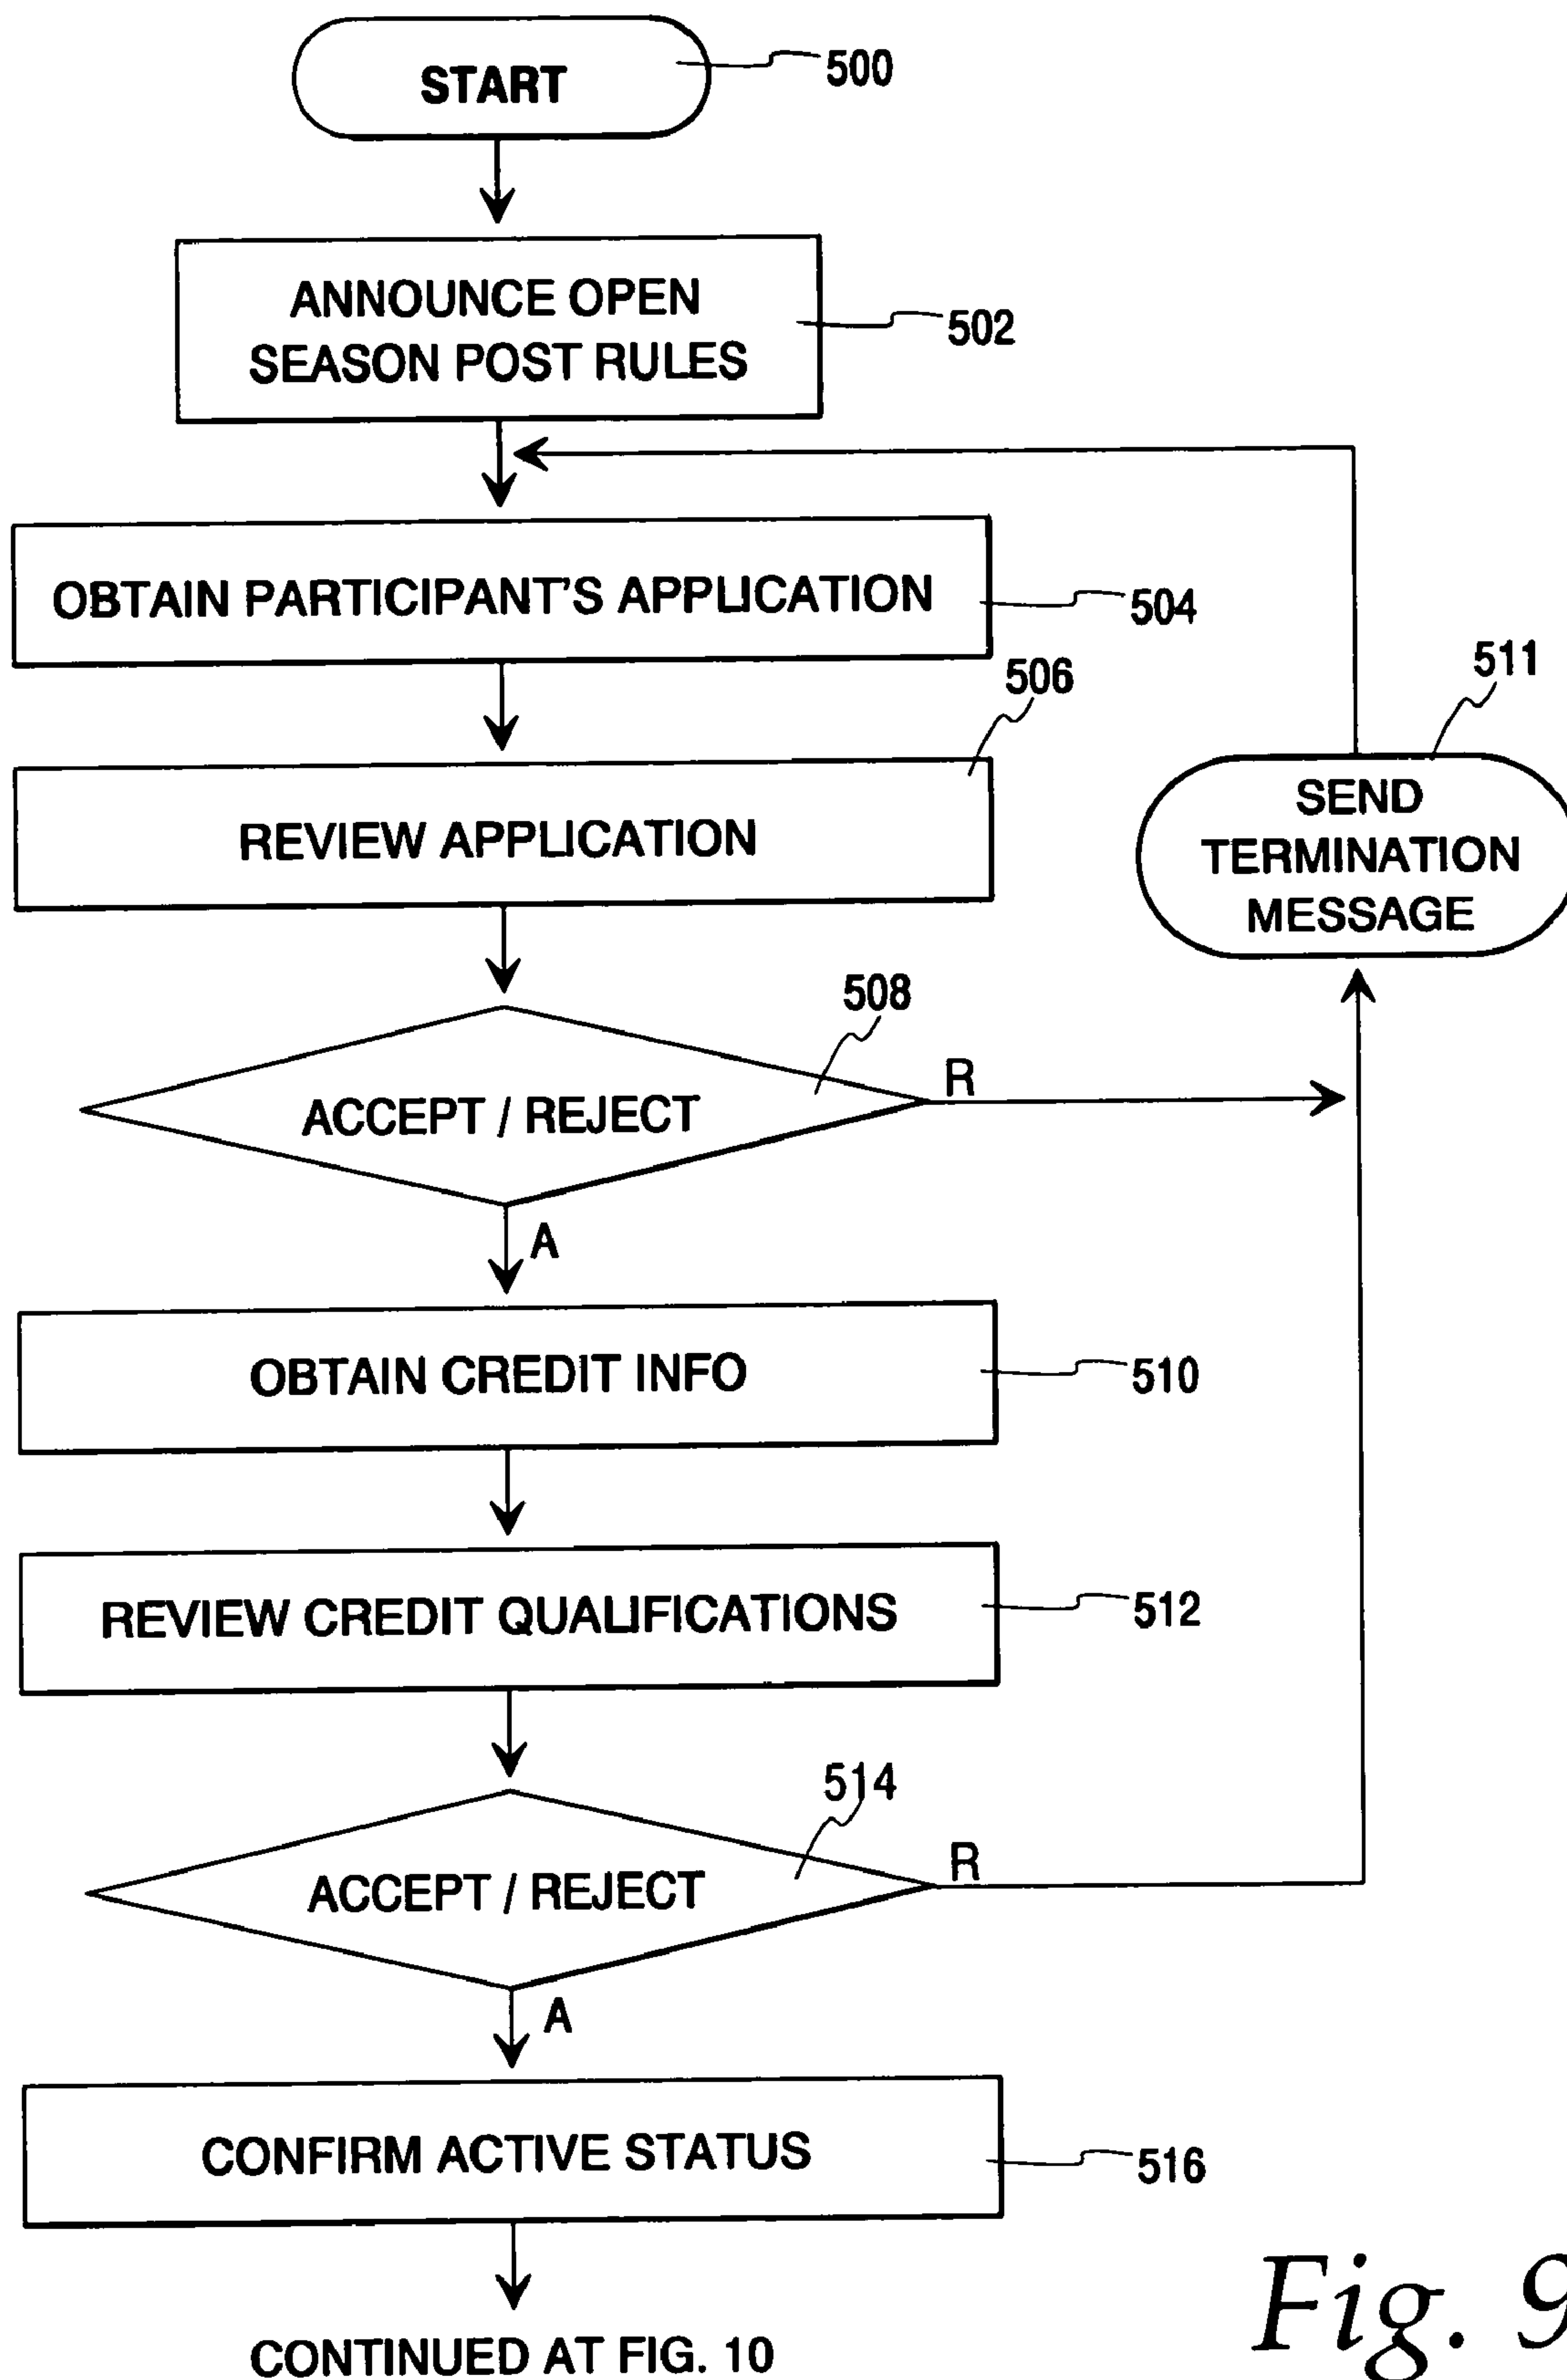 START
500
ANNOUNCE OPEN
SEASON POST RULES
502
OBTAIN PARTICIPANT'S APPLICATION
504
506
511
REVIEW APPLICATION
SEND
TERMINATION
MESSAGE
508
R
ACCEPT / REJECT
A
OBTAIN CREDIT INFO
510
REVIEW CREDIT QUALIFICATIONS
512
514
R
ACCEPT / REJECT
A
CONFIRM ACTIVE STATUS
516
Fig. 9
CONTINUED AT FIG. 10